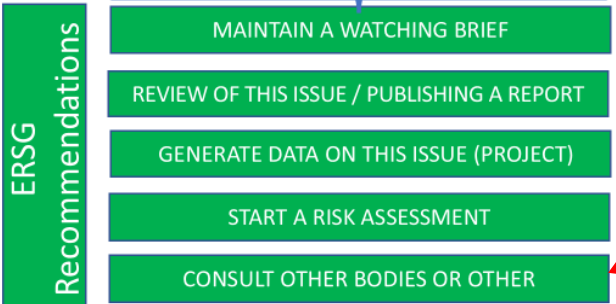 ERSG
Recommendations
MAINTAIN A WATCHING BRIEF
REVIEW OF THIS ISSUE / PUBLISHING A REPORT
GENERATE DATA ON THIS ISSUE (PROJECT)
START A RISK ASSESSMENT
CONSULT OTHER BODIES OR OTHER